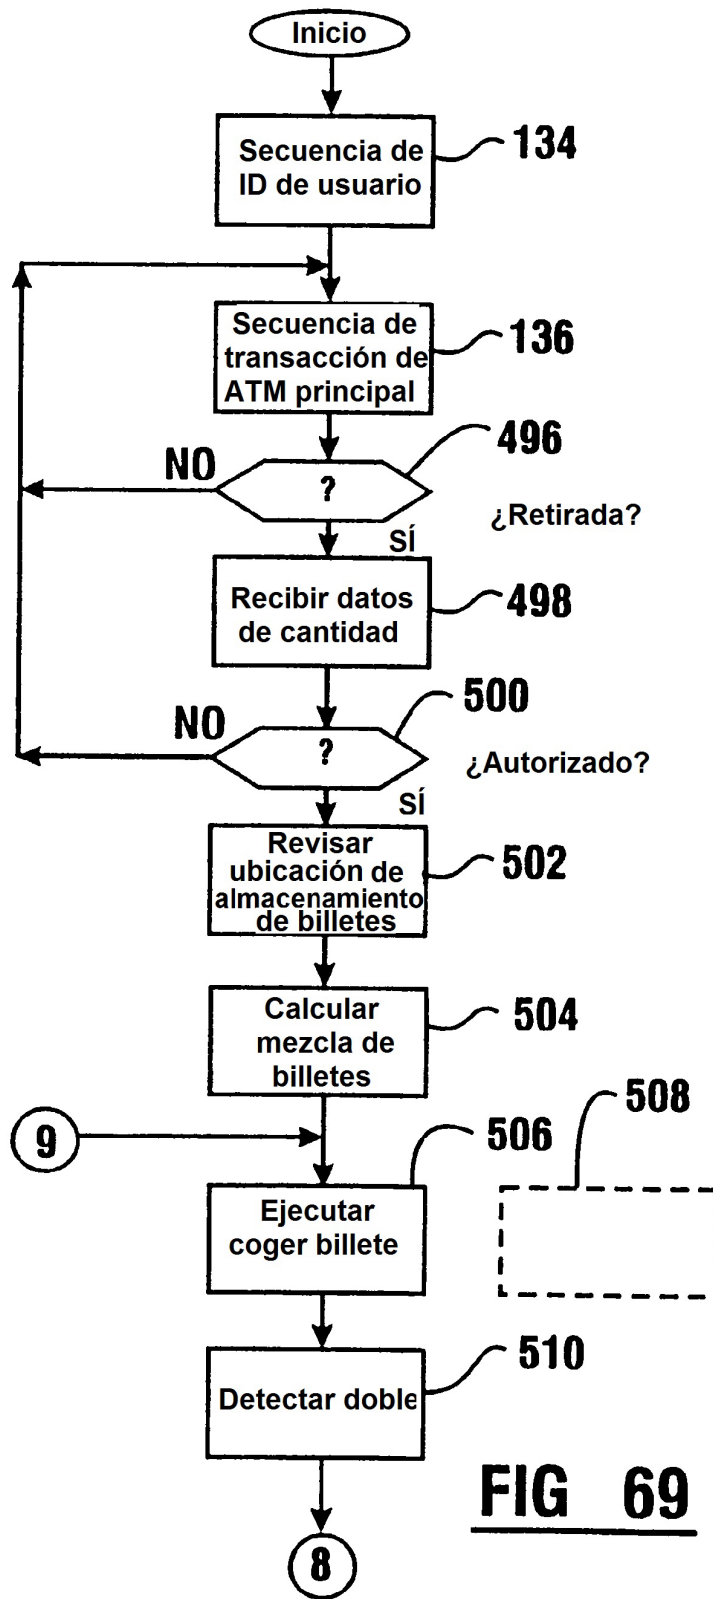 Inicio
Secuencia de
ID de usuario
134
Secuencia de
transacción de
ATM principal
136
NO
?
496
¿Retirada?
SÍ
Recibir datos
de cantidad
498
NO
?
500
¿Autorizado?
SÍ
Revisar
ubicación de
almacenamiento
de billetes
502
Calcular
mezcla de
billetes
504
9
506
508
Ejecutar
coger billete
Detectar doble
510
8
FIG 69